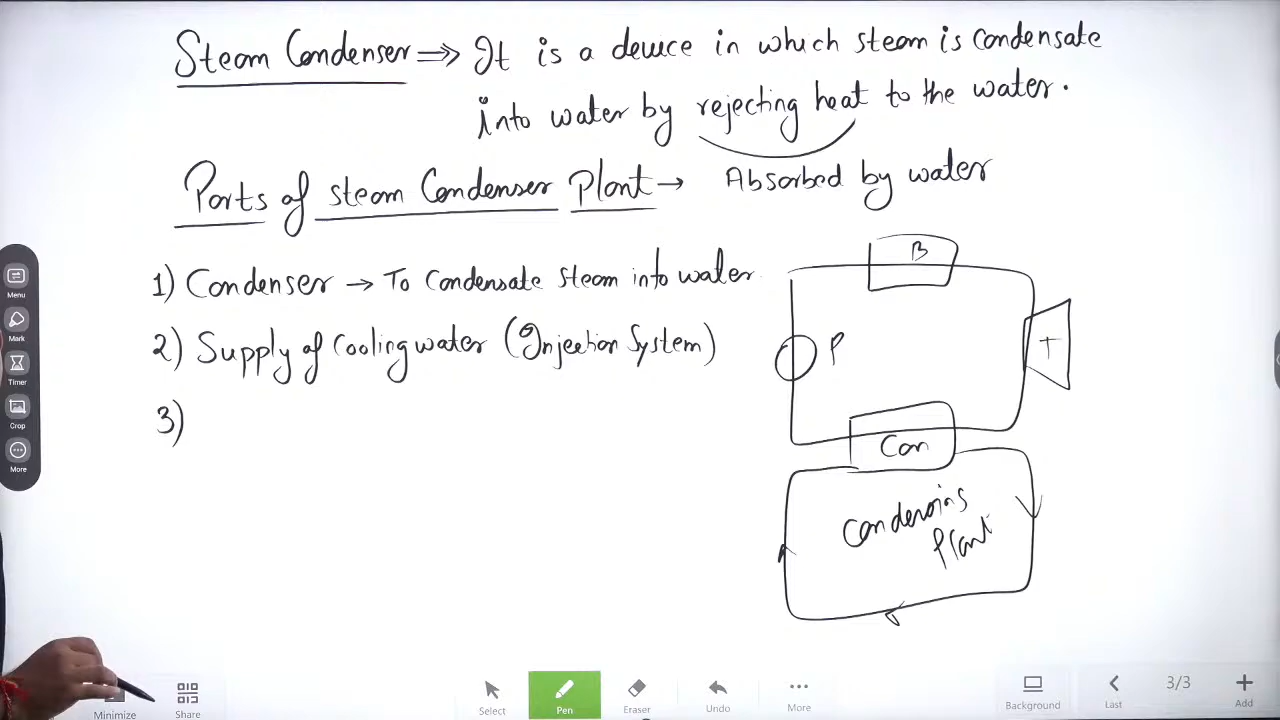 Steam Condenser ⇒ It is a device in which steam is condensate
into water by rejecting heat to the water.
Parts of steam Condenser Plant → Absorbed by water
1) Condenser → To Condensate steam into water
2) Supply of Cooling water (Injection System)
3)
B
P
T
Con
Plant
Menu
Mark
Timer
Crop
More
Minimize
Share
Select
Pen
Eraser
Undo
More
Background
Last
3/3
Add